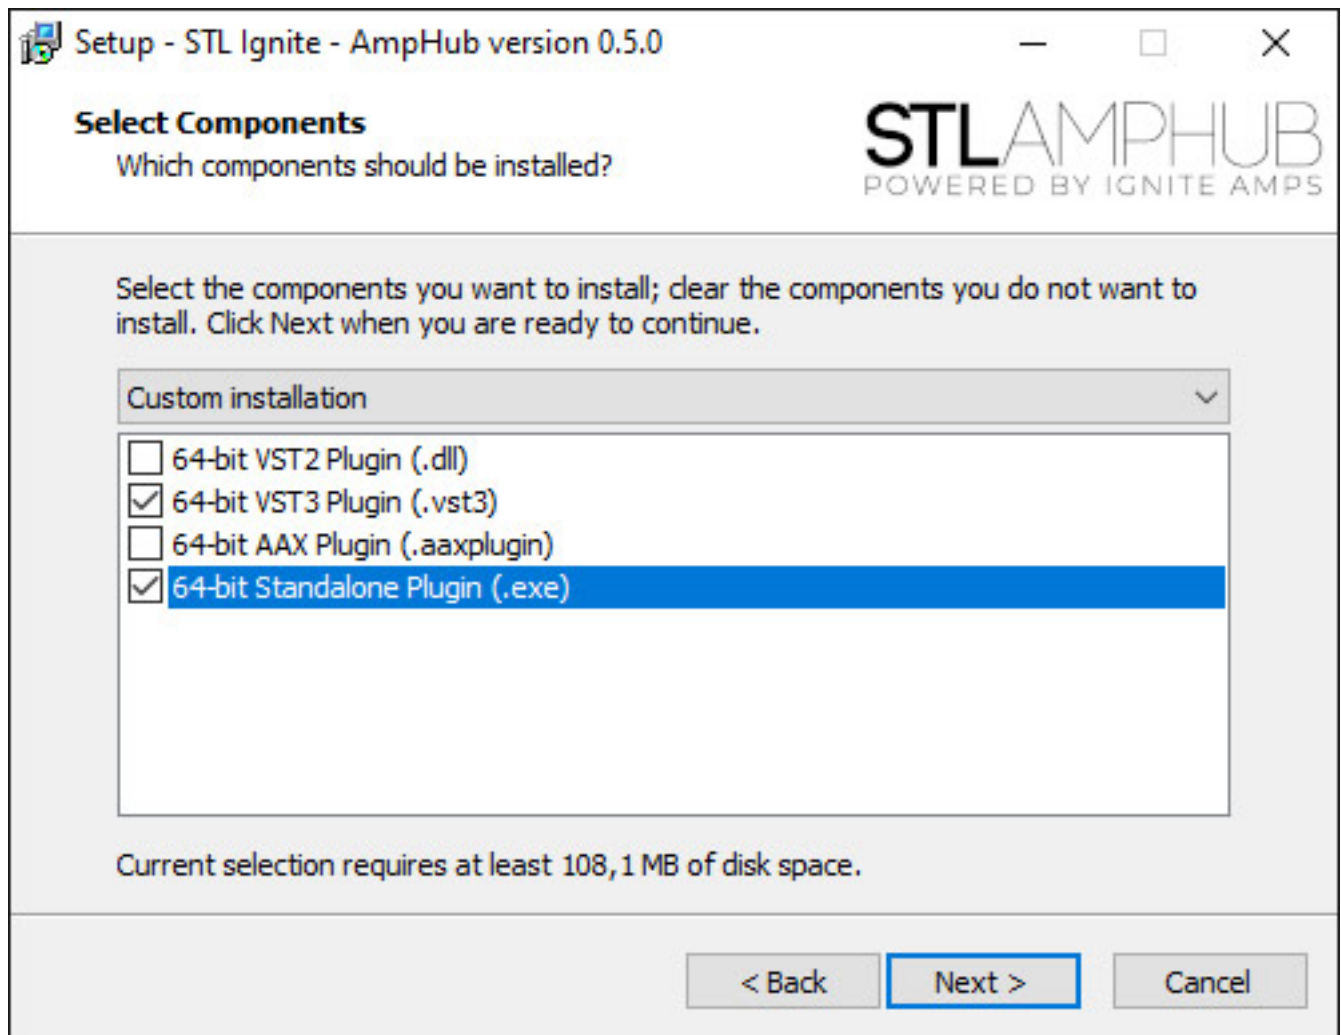 Setup - STL Ignite - AmpHub version 0.5.0
Select Components
Which components should be installed?
STLAMPHUB
POWERED BY IGNITE AMPS
Select the components you want to install; clear the components you do not want to
install. Click Next when you are ready to continue.
Custom installation
64-bit VST2 Plugin (.dll)
64-bit VST3 Plugin (.vst3)
64-bit AAX Plugin (.aaxplugin)
64-bit Standalone Plugin (.exe)
Current selection requires at least 108,1 MB of disk space.
< Back
Next >
Cancel